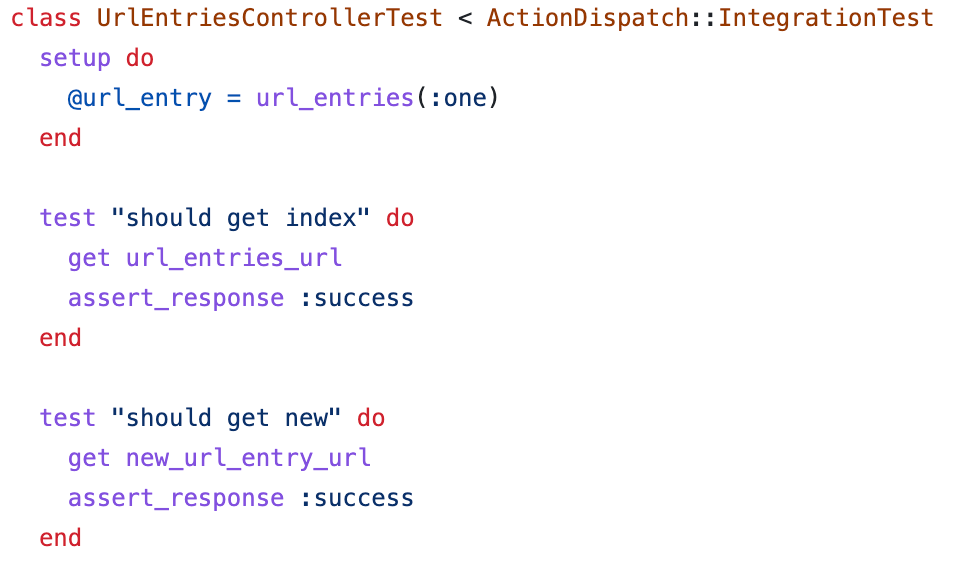 class UrlEntriesControllerTest < ActionDispatch::IntegrationTest
  setup do
    @url_entry = url_entries(:one)
  end

  test "should get index" do
    get url_entries_url
    assert_response :success
  end

  test "should get new" do
    get new_url_entry_url
    assert_response :success
  end